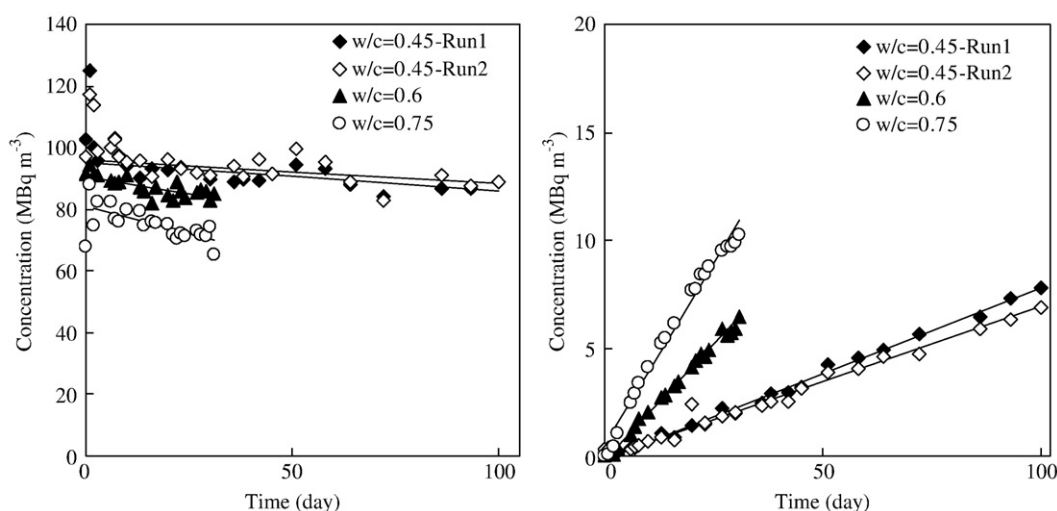 140
120
100
80
60
40
20
0
Concentration (MBq m⁻³)
0
50
100
Time (day)
w/c=0.45-Run1
w/c=0.45-Run2
w/c=0.6
w/c=0.75
20
15
10
5
0
Concentration (MBq m⁻³)
0
50
100
Time (day)
w/c=0.45-Run1
w/c=0.45-Run2
w/c=0.6
w/c=0.75